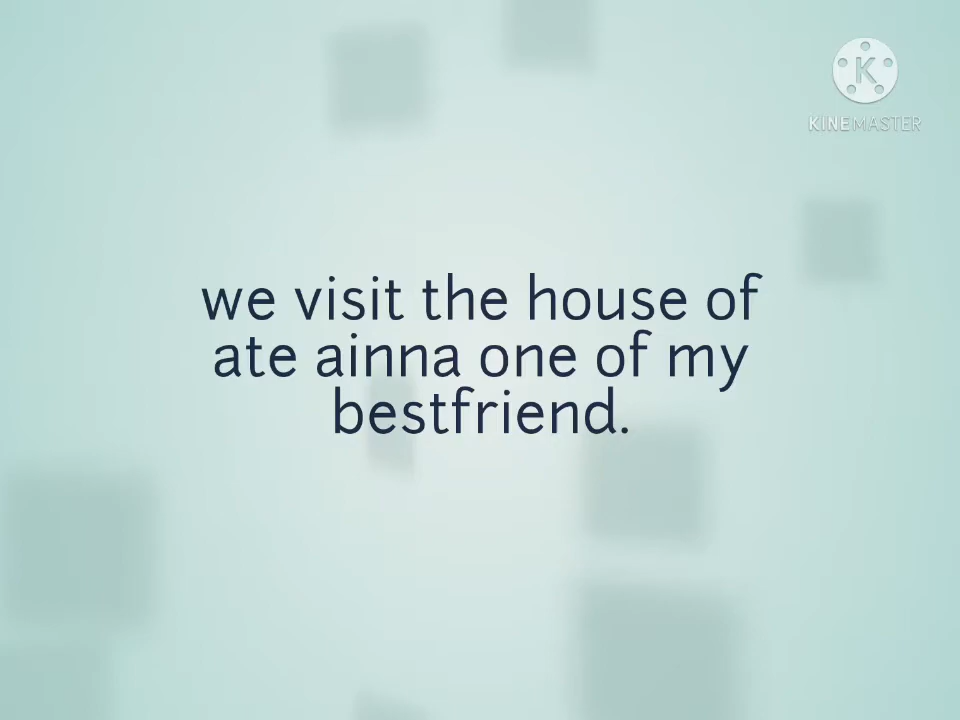 KINEMASTER
we visit the house of
ate ainna one of my
bestfriend.